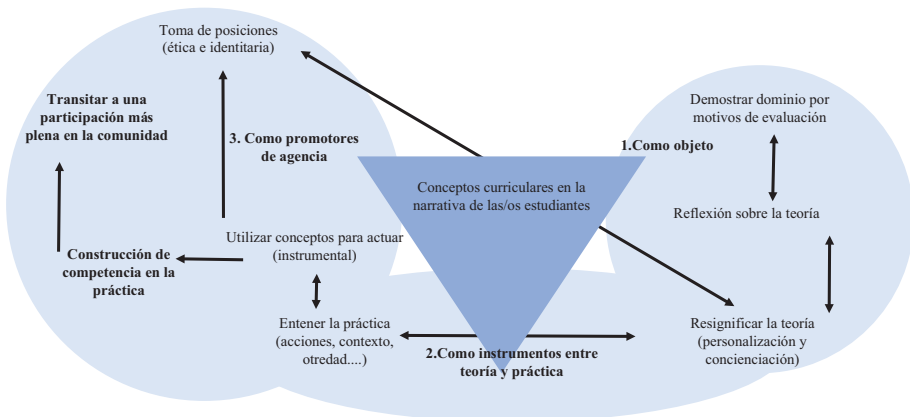 Toma de posiciones
(ética e identitaria)
Transitar a una
participación más
plena en la comunidad
3. Como promotores
de agencia
Utilizar conceptos para actuar
(instrumental)
Construcción de
competencia en la
práctica
Entener la práctica
(acciones, contexto,
otredad....)
Conceptos curriculares en la
narrativa de las/os estudiantes
2.Como instrumentos entre
teoría y práctica
1.Como objeto
Demostrar dominio por
motivos de evaluación
Reflexión sobre la teoría
Resignificar la teoría
(personalización y
concienciación)